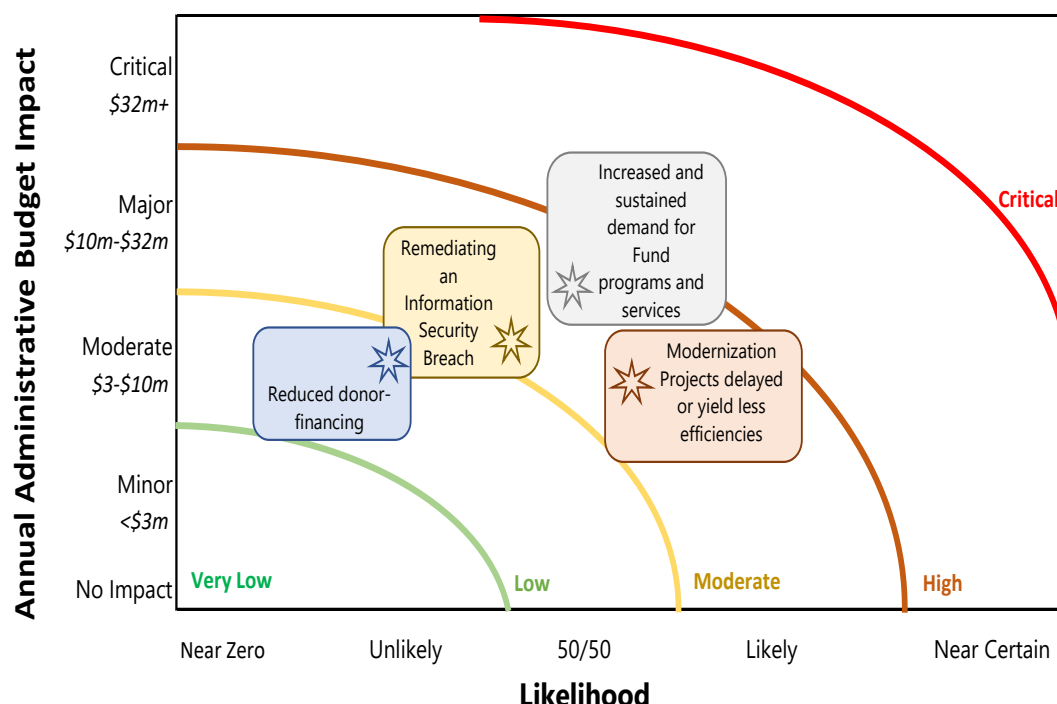 Annual Administrative Budget Impact
Critical
$32m+
Major
$10m-$32m
Moderate
$3-$10m
Minor
<$3m
No Impact
Increased and
sustained
demand for
Fund
programs and
services
Critical
Remediating
an
Information
Security
Breach
Reduced donor-
financing
Modernization
Projects delayed
or yield less
efficiencies
Very Low
Low
Moderate
High
Near Zero
Unlikely
50/50
Likely
Near Certain
Likelihood